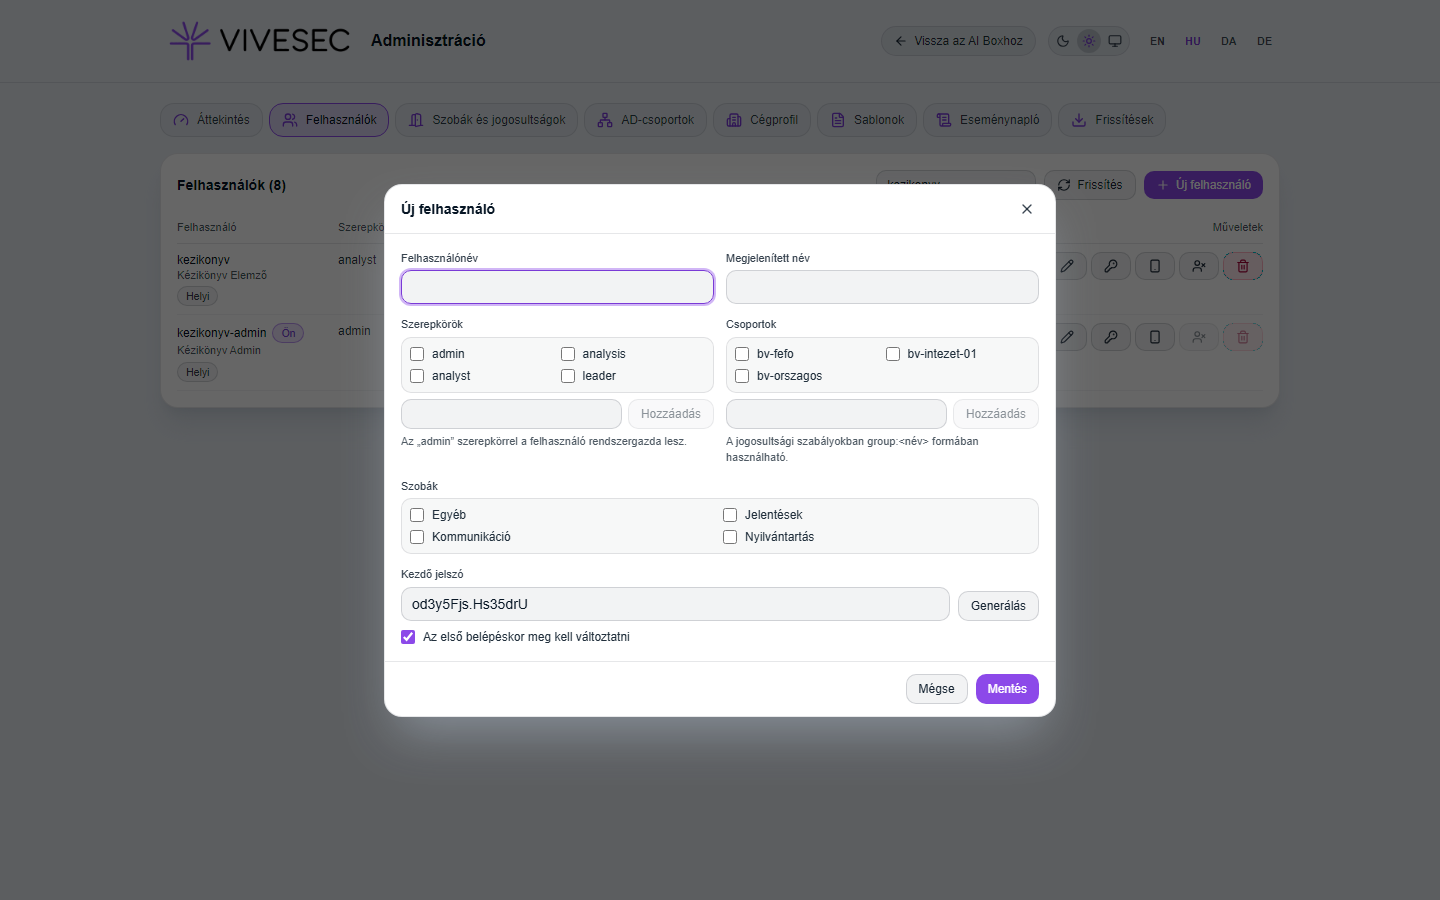 VIVESEC
Adminisztráció
Vissza az AI Boxhoz
EN HU DA DE
Áttekintés
Felhasználók
Szobák és jogosultságok
AD-csoportok
Cégprofil
Sablonok
Eseménynapló
Frissítések
Felhasználók (8)
Frissítés
Új felhasználó
Felhasználó
Műveletek
kezikonyv
Kézikönyv Elemző
Helyi
analyst
kezikonyv-admin Ön
Kézikönyv Admin
Helyi
admin
Új felhasználó
Felhasználónév
Megjelenített név
Szerepkörök
admin
analysis
analyst
leader
Hozzáadás
Az „admin” szerepkörrel a felhasználó rendszergazda lesz.
Csoportok
bv-fefo
bv-intezet-01
bv-orszagos
Hozzáadás
A jogosultsági szabályokban group:<név> formában
használható.
Szobák
Egyéb
Jelentések
Kommunikáció
Nyilvántartás
Kezdő jelszó
od3y5Fjs.Hs35drU
Generálás
Az első belépéskor meg kell változtatni
Mégse
Mentés